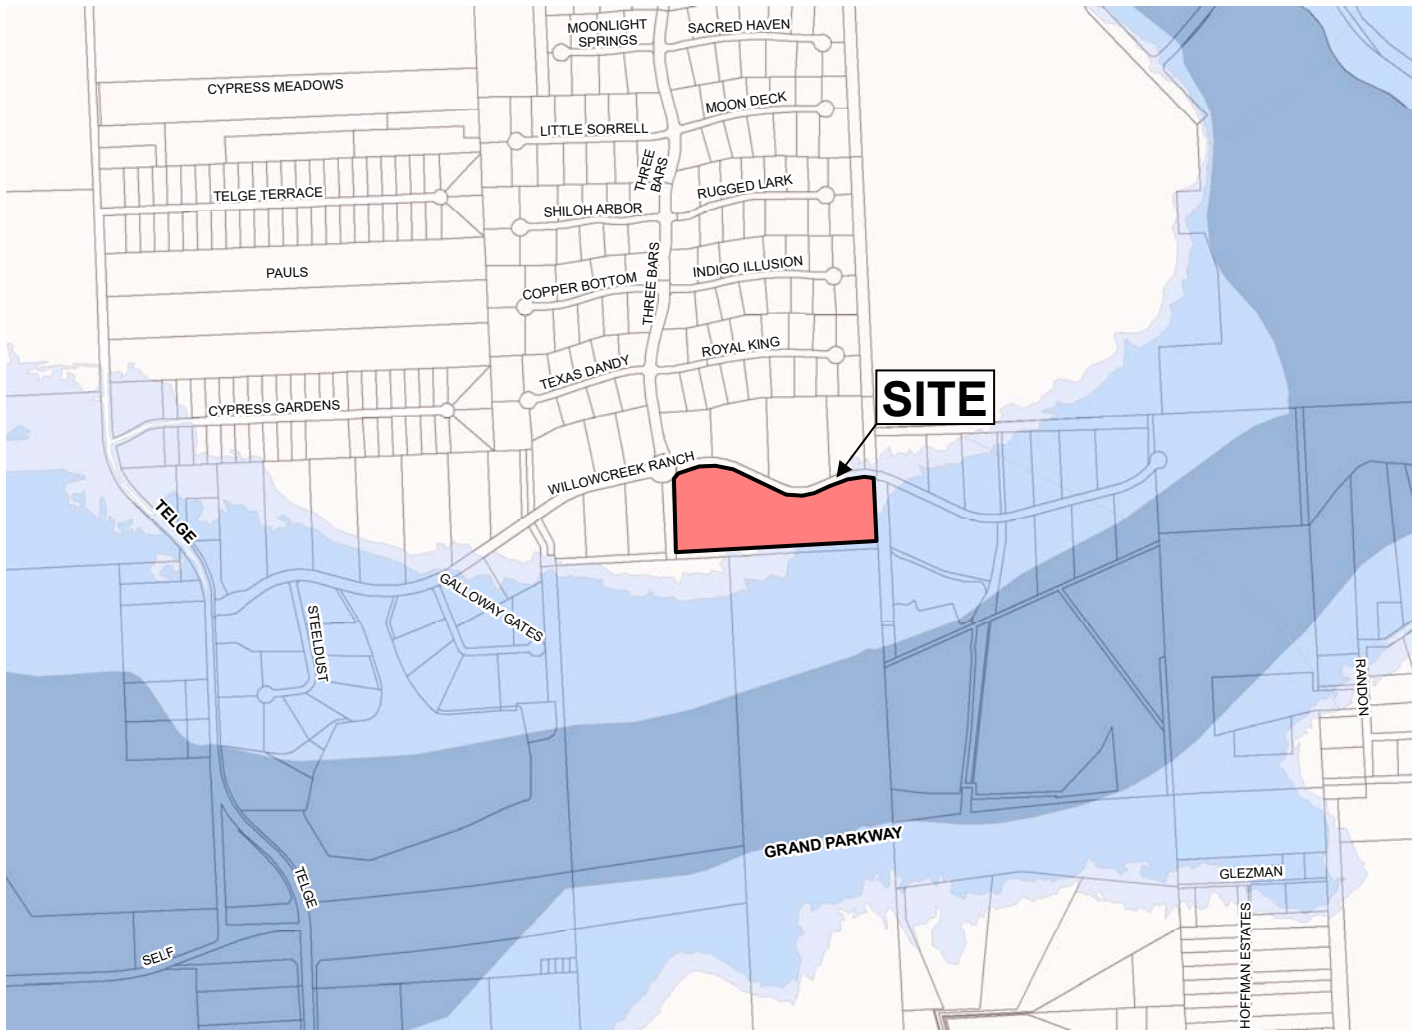 MOONLIGHT
SPRINGS
SACRED HAVEN
CYPRESS MEADOWS
MOON DECK
LITTLE SORRELL
THREE
BARS
TELGE TERRACE
RUGGED LARK
SHILOH ARBOR
PAULS
THREE BARS
INDIGO ILLUSION
COPPER BOTTOM
ROYAL KING
TEXAS DANDY
SITE
CYPRESS GARDENS
WILLOWCREEK RANCH
TELGE
GALLOWAY GATES
STEELDUST
RANDON
GRAND PARKWAY
TELGE
GLEZMAN
SELF
HOFFMAN ESTATES